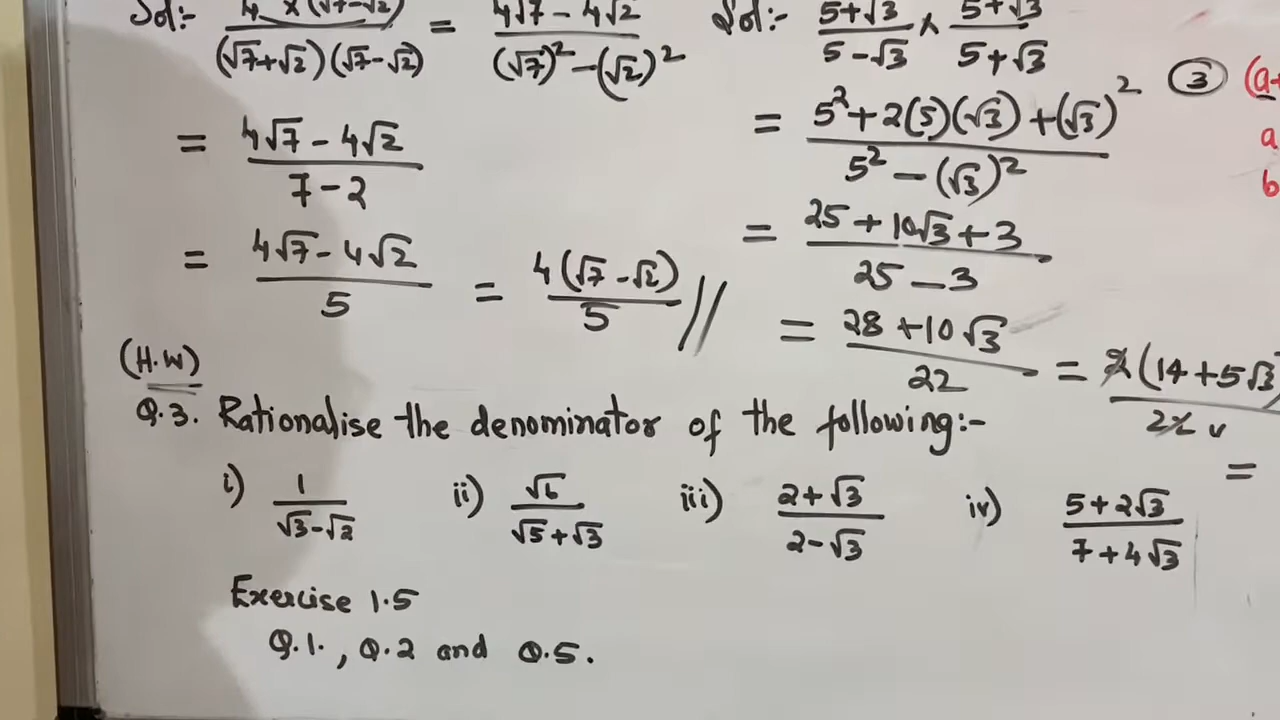 Sol:- 4 × (√7-√2) / (√7+√2)(√7-√2) = 4√7 - 4√2 / (√7)² - (√2)²
= 4√7 - 4√2 / 7 - 2
= 4√7 - 4√2 / 5 = 4(√7 - √2) / 5 //
Sol:- 5+√3 / 5-√3 × 5+√3 / 5+√3
= 5² + 2(5)(√3) + (√3)² / 5² - (√3)²
= 25 + 10√3 + 3 / 25 - 3
= 28 + 10√3 / 22 = 2(14 + 5√3) / 22
=
③ (a+
a
b
(H.W)
Q.3. Rationalise the denominator of the following:-
i) 1 / √3-√2 ii) √6 / √5+√3 iii) 2+√3 / 2-√3 iv) 5+2√3 / 7+4√3
Exercise 1.5
Q.1., Q.2 and Q.5.